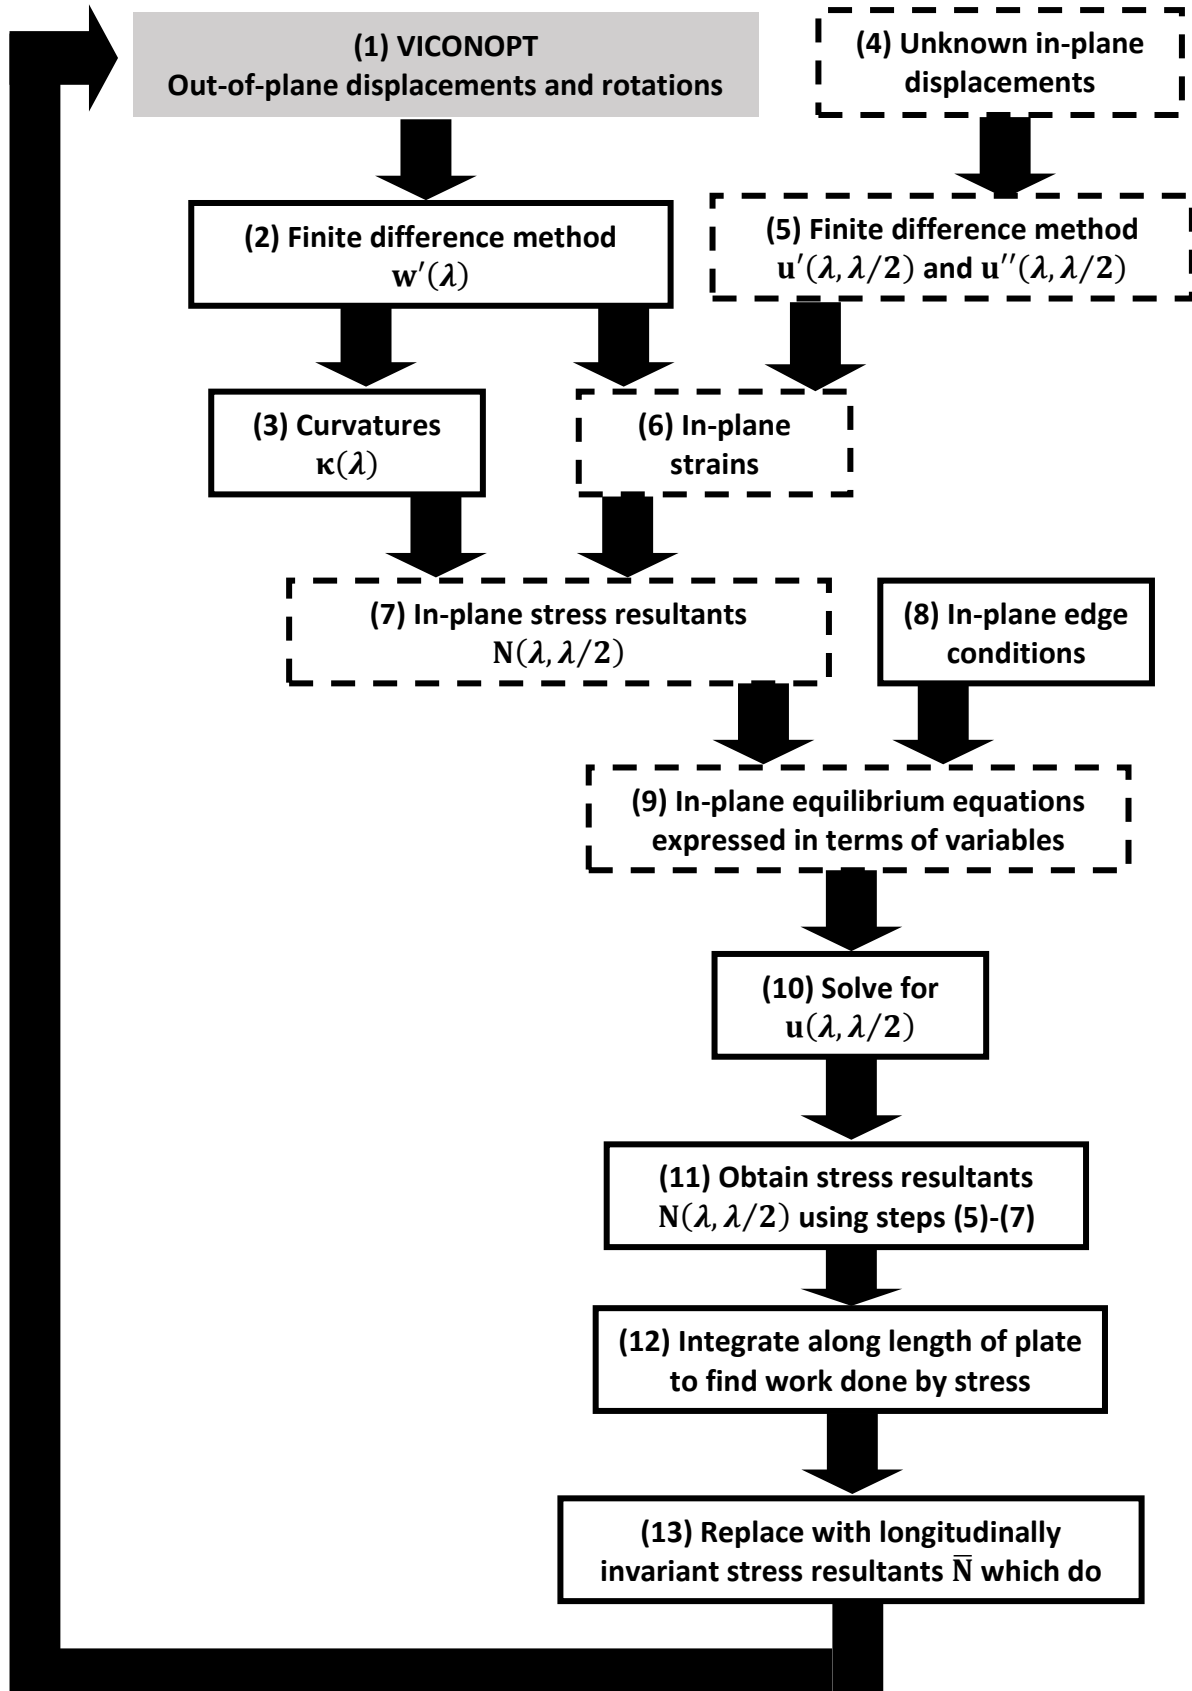 (1) VICONOPT
Out-of-plane displacements and rotations
(4) Unknown in-plane
displacements
(2) Finite difference method
w′(λ)
(5) Finite difference method
u′(λ, λ/2) and u′′(λ, λ/2)
(3) Curvatures
κ(λ)
(6) In-plane
strains
(7) In-plane stress resultants
N(λ, λ/2)
(8) In-plane edge
conditions
(9) In-plane equilibrium equations
expressed in terms of variables
(10) Solve for
u(λ, λ/2)
(11) Obtain stress resultants
N(λ, λ/2) using steps (5)-(7)
(12) Integrate along length of plate
to find work done by stress
(13) Replace with longitudinally
invariant stress resultants N̅ which do